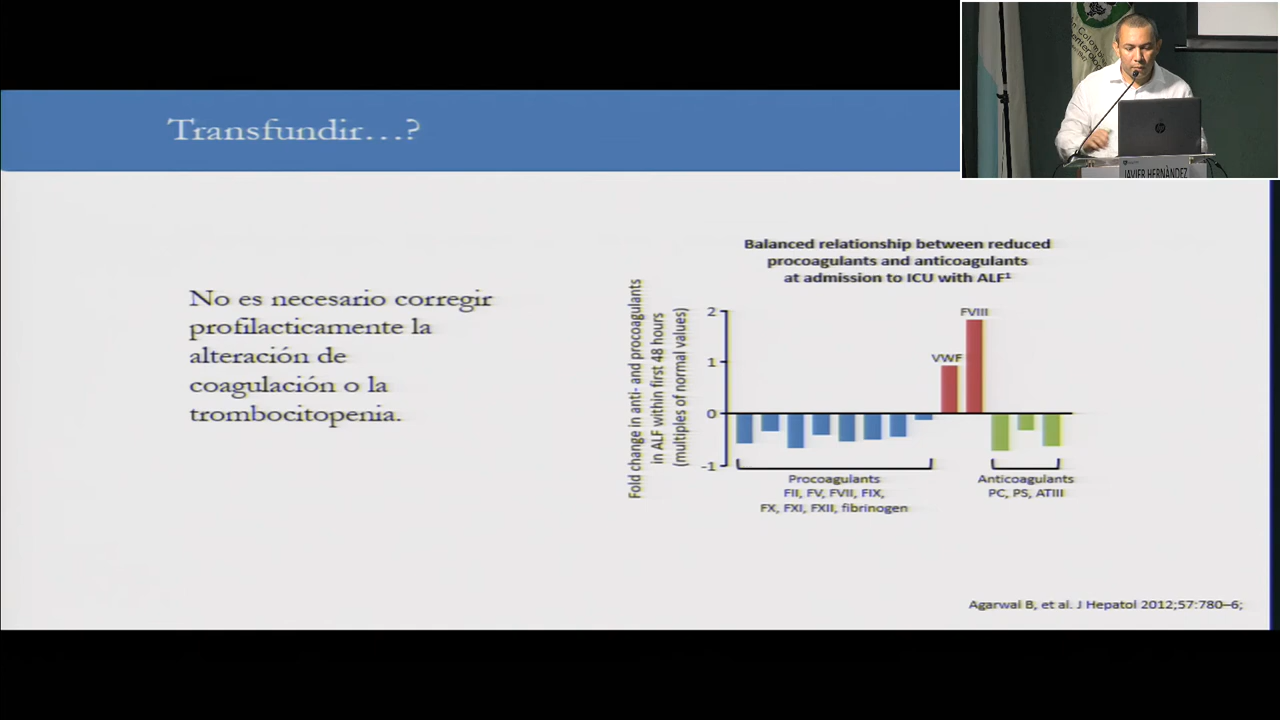 Transfundir…?
No es necesario corregir
profilacticamente la
alteración de
coagulación o la
trombocitopenia.
Balanced relationship between reduced
procoagulants and anticoagulants
at admission to ICU with ALF¹
Fold change in anti- and procoagulants
in ALF within first 48 hours
(multiples of normal values)
2
1
0
-1
VWF
FVIII
Procoagulants
FII, FV, FVII, FIX,
FX, FXI, FXII, fibrinogen
Anticoagulants
PC, PS, ATIII
Agarwal B, et al. J Hepatol 2012;57:780–6;
JAVIER HERNÀNDEZ
hp